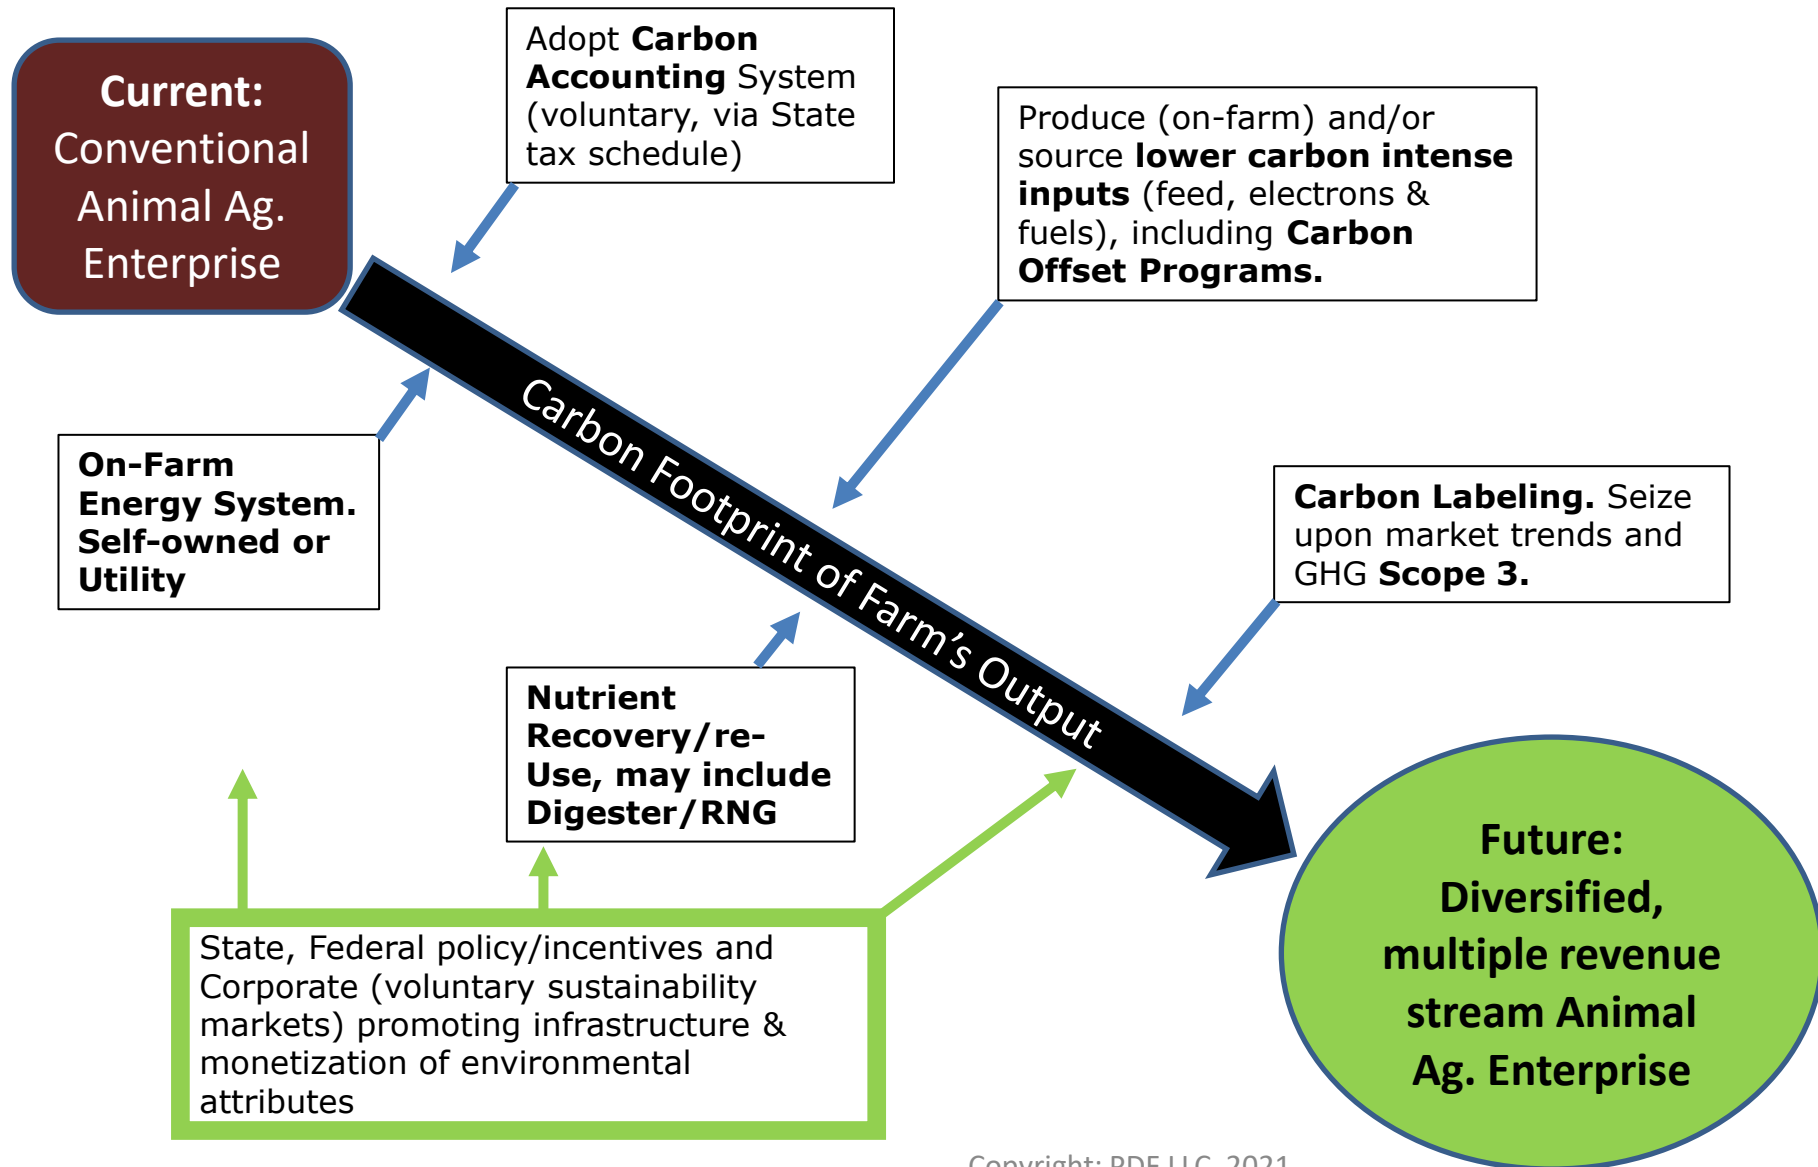 Current:
Conventional
Animal Ag.
Enterprise
Adopt Carbon
Accounting System
(voluntary, via State
tax schedule)
Produce (on-farm) and/or
source lower carbon intense
inputs (feed, electrons &
fuels), including Carbon
Offset Programs.
Carbon Footprint of Farm’s Output
On-Farm
Energy System.
Self-owned or
Utility
Carbon Labeling. Seize
upon market trends and
GHG Scope 3.
Nutrient
Recovery/re-
Use, may include
Digester/RNG
State, Federal policy/incentives and
Corporate (voluntary sustainability
markets) promoting infrastructure &
monetization of environmental
attributes
Future:
Diversified,
multiple revenue
stream Animal
Ag. Enterprise
Copyright: LLC, 2021